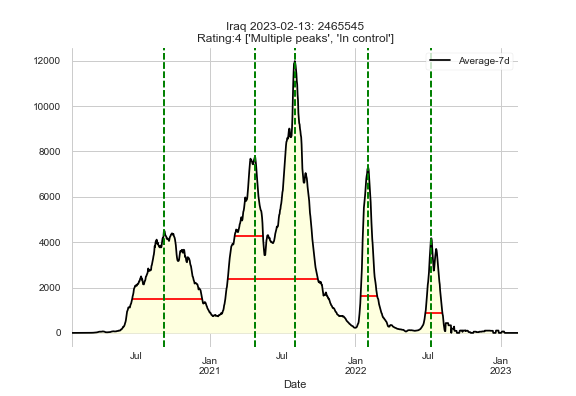 Iraq 2023-02-13: 2465545
Rating:4 ['Multiple peaks', 'In control']
Average-7d
12000
10000
8000
6000
4000
2000
0
Jul
Jan
2021
Jul
Jan
2022
Jul
Jan
2023
Date